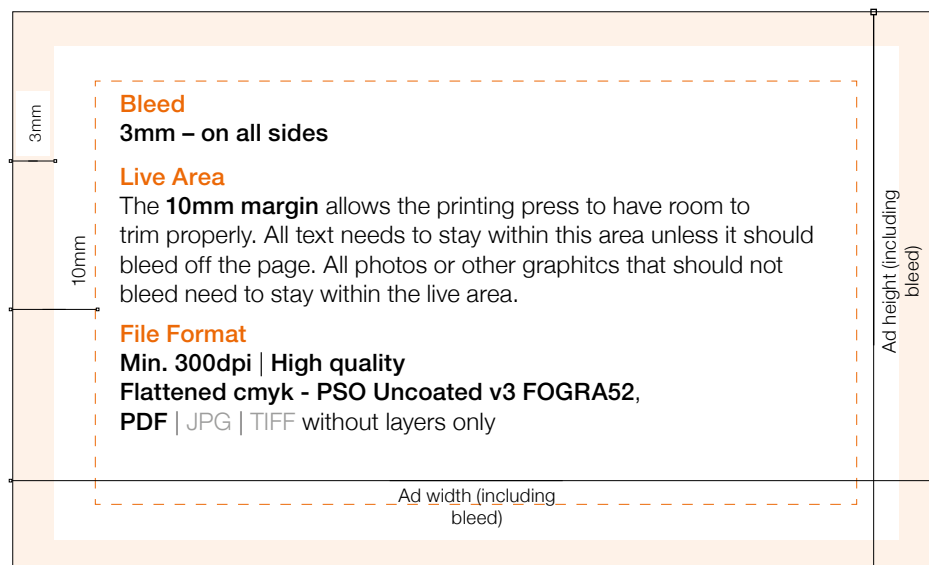 Bleed
3mm – on all sides
3mm
Live Area
The 10mm margin allows the printing press to have room to
trim properly. All text needs to stay within this area unless it should
bleed off the page. All photos or other graphitcs that should not
bleed need to stay within the live area.
10mm
File Format
Min. 300dpi | High quality
Flattened cmyk - PSO Uncoated v3 FOGRA52,
PDF | JPG | TIFF without layers only
Ad height (including
bleed)
Ad width (including
bleed)